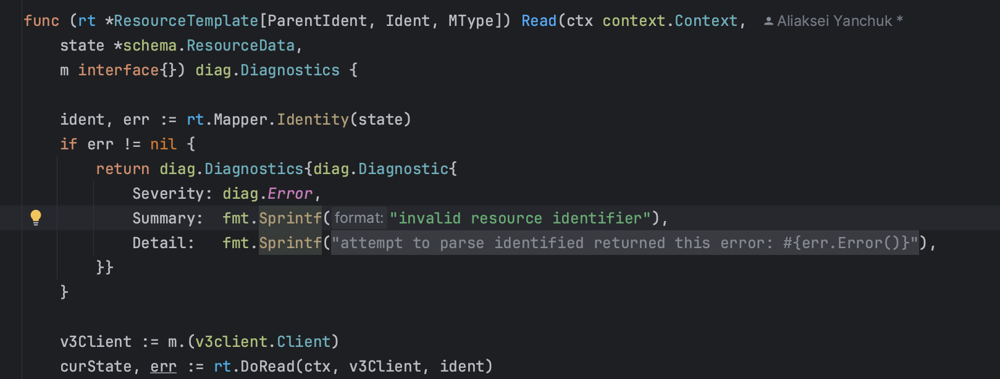 func (rt *ResourceTemplate[ParentIdent, Ident, MType]) Read(ctx context.Context, Aliaksei Yanchuk *
state *schema.ResourceData,
m interface{}) diag.Diagnostics {
ident, err := rt.Mapper.Identity(state)
if err != nil {
return diag.Diagnostics{diag.Diagnostic{
Severity: diag.Error,
Summary:  fmt.Sprintf( format: "invalid resource identifier"),
Detail:   fmt.Sprintf("attempt to parse identified returned this error: #{err.Error()}"),
}}
}
v3Client := m.(v3client.Client)
curState, err := rt.DoRead(ctx, v3Client, ident)